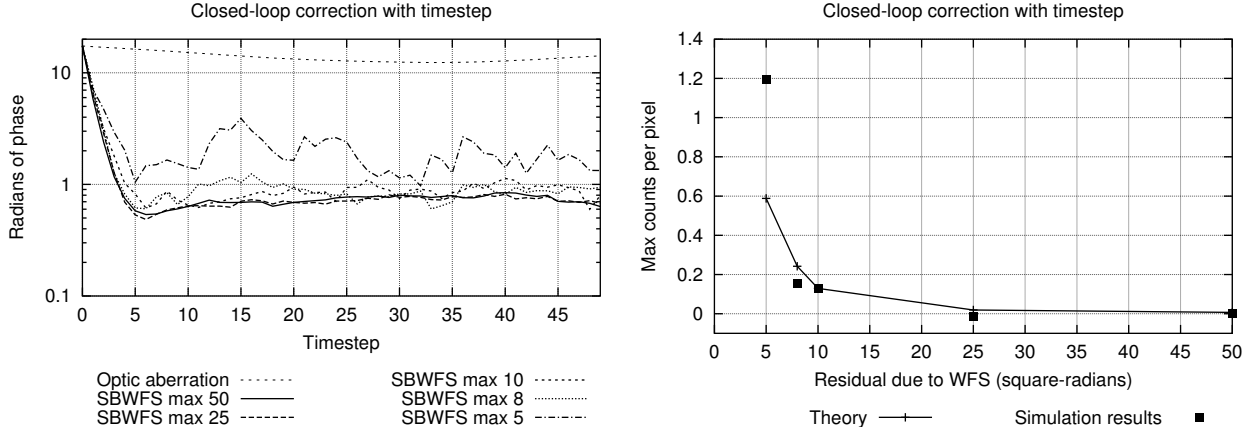 Closed-loop correction with timestep
10
1
0.1
0 5 10 15 20 25 30 35 40 45
Radians of phase
Timestep
Optic aberration
SBWFS max 50
SBWFS max 25
SBWFS max 10
SBWFS max 8
SBWFS max 5
Closed-loop correction with timestep
1.4
1.2
1
0.8
0.6
0.4
0.2
0
0 5 10 15 20 25 30 35 40 45 50
Max counts per pixel
Residual due to WFS (square-radians)
Theory
Simulation results